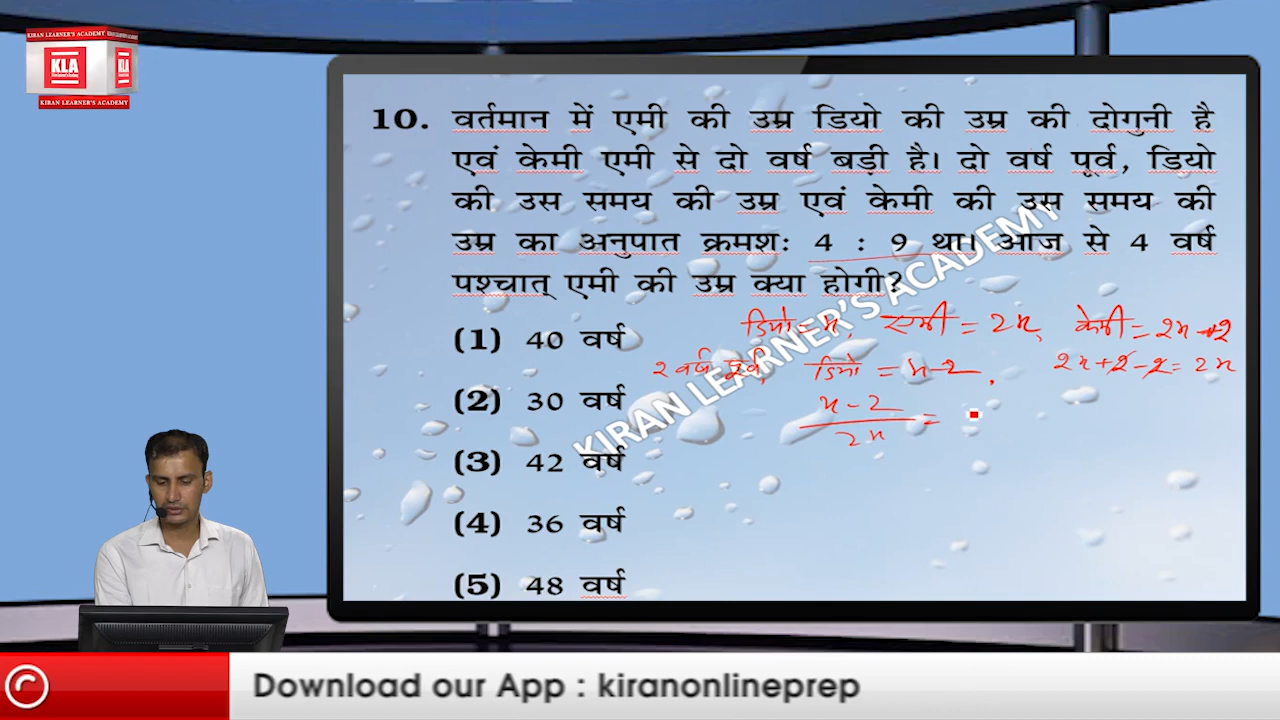 KIRAN LEARNER'S ACADEMY
KLA
KIRAN LEARNER'S ACADEMY
10. वर्तमान में एमी की उम्र डियो की उम्र की दोगुनी है
एवं केमी एमी से दो वर्ष बड़ी है। दो वर्ष पूर्व, डियो
की उस समय की उम्र एवं केमी की उस समय की
उम्र का अनुपात क्रमशः 4 : 9 था। आज से 4 वर्ष
पश्चात् एमी की उम्र क्या होगी?
डियो = x, एमी = 2x, केमी = 2x+2
(1) 40 वर्ष
2 वर्ष पूर्व, डियो = x-2, 2x+2-2=2x
(2) 30 वर्ष
x-2
2x =
(3) 42 वर्ष
(4) 36 वर्ष
(5) 48 वर्ष
KIRAN LEARNER'S ACADEMY
Download our App : kiranonlineprep